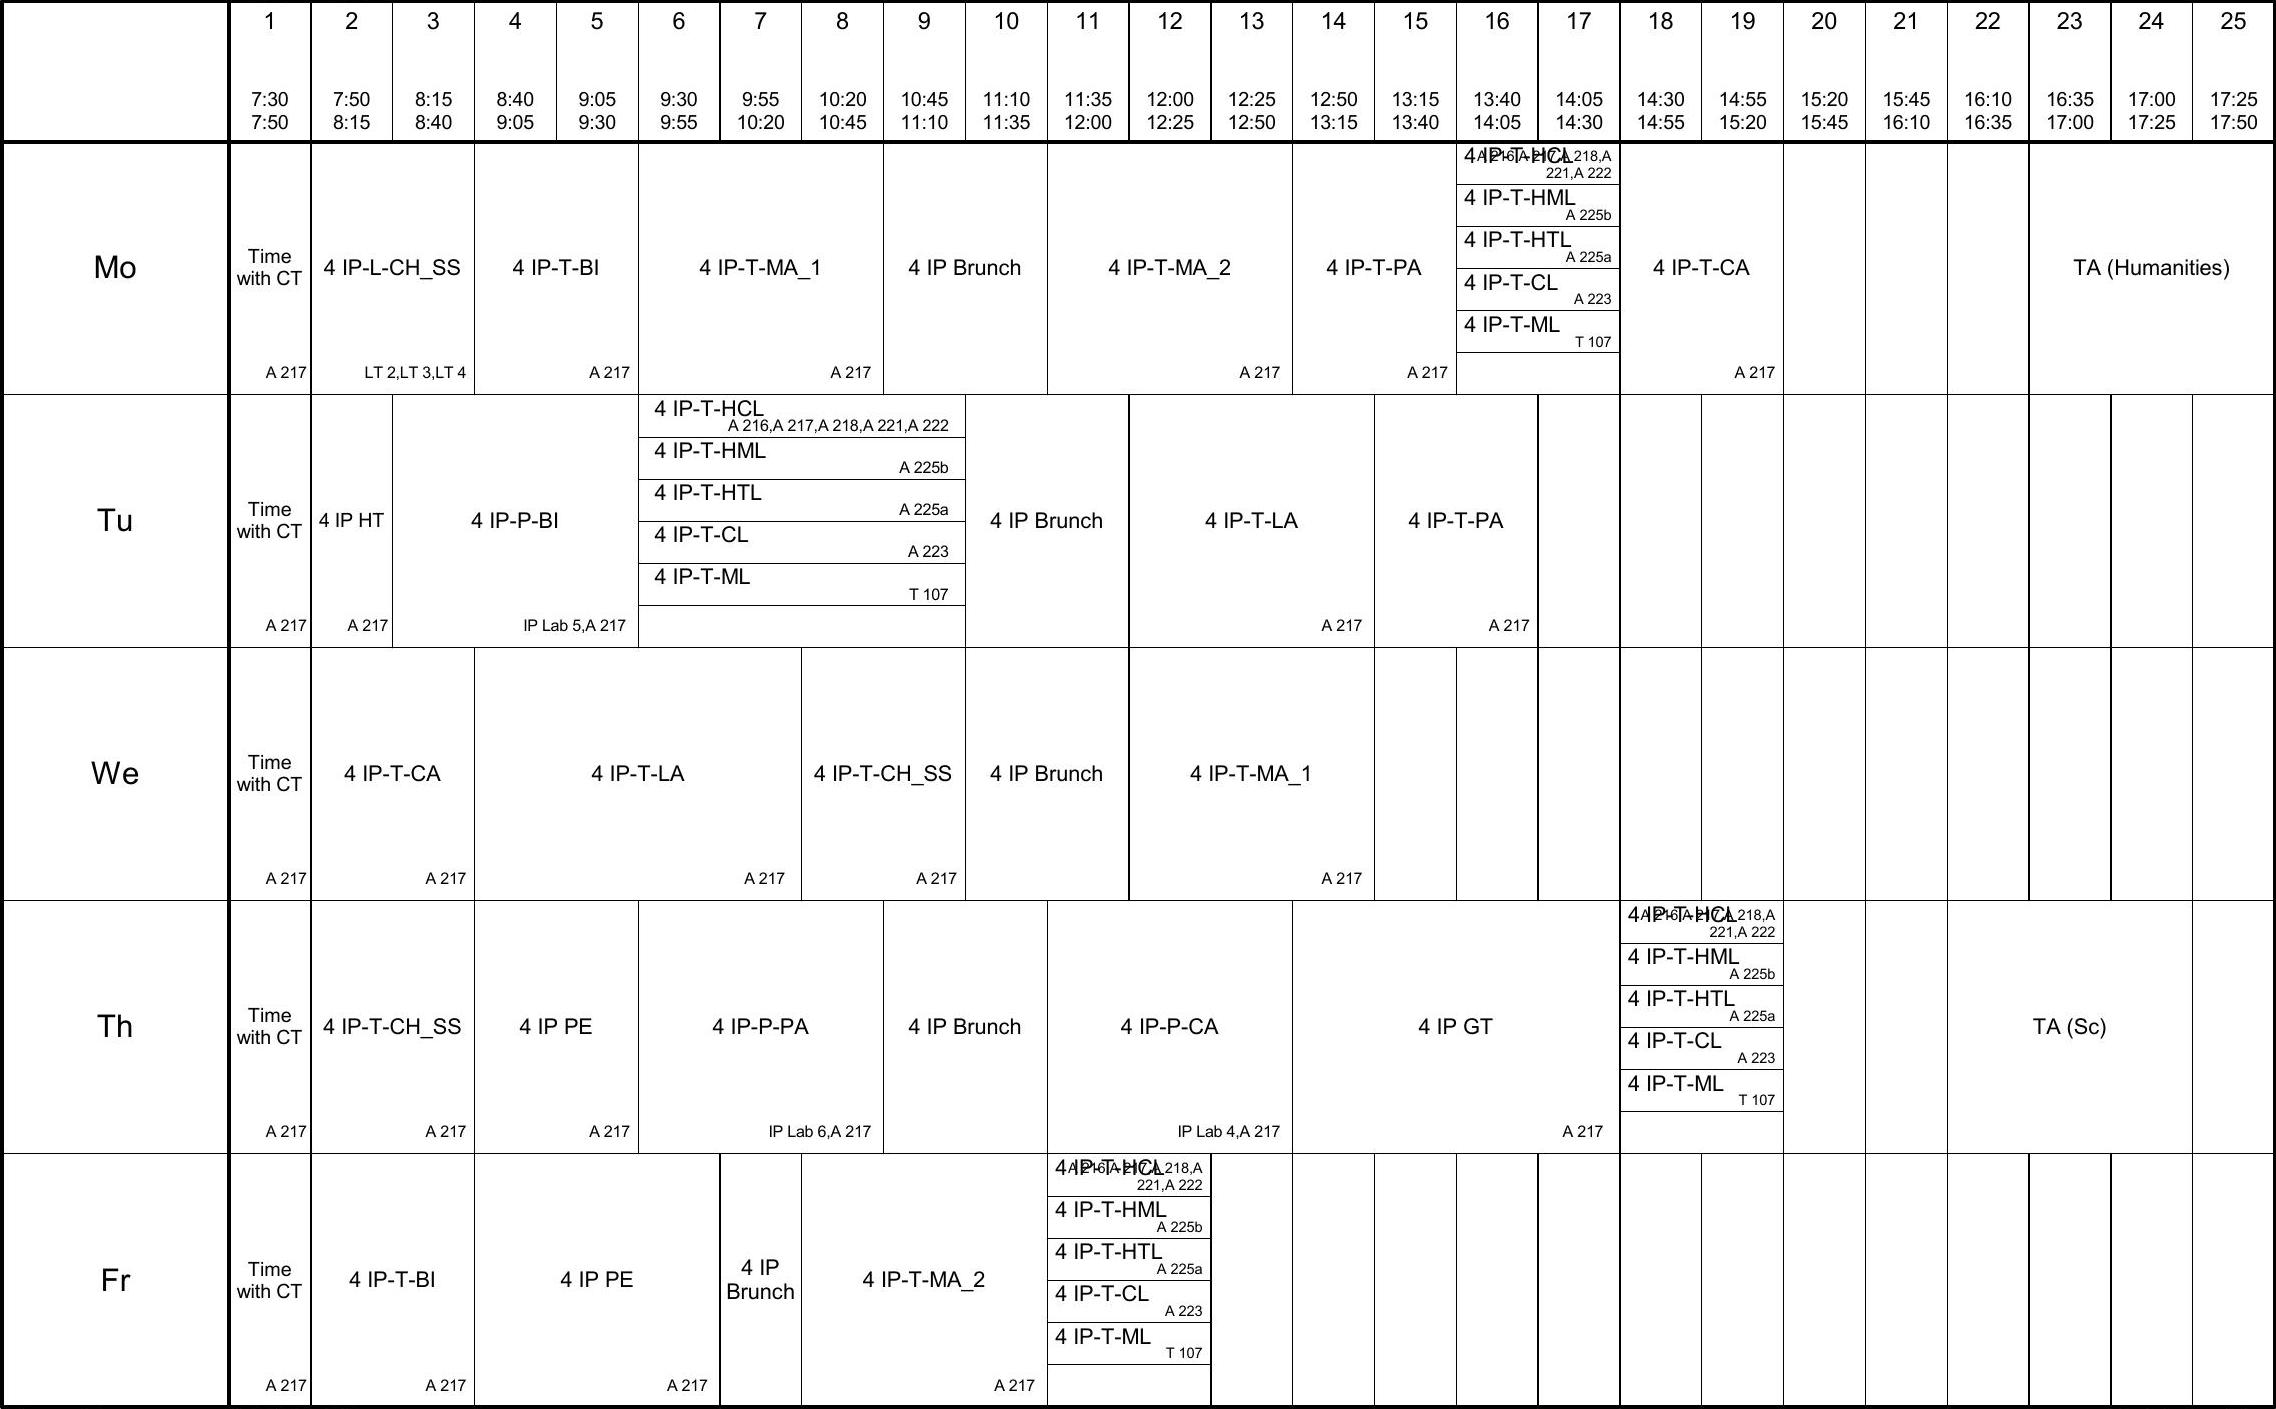 1 2 3 4 5 6 7 8 9 10 11 12 13 14 15 16 17 18 19 20 21 22 23 24 25
7:30 7:50 8:15 8:40 9:05 9:30 9:55 10:20 10:45 11:10 11:35 12:00 12:25 12:50 13:15 13:40 14:05 14:30 14:55 15:20 15:45 16:10 16:35 17:00 17:25
7:50 8:15 8:40 9:05 9:30 9:55 10:20 10:45 11:10 11:35 12:00 12:25 12:50 13:15 13:40 14:05 14:30 14:55 15:20 15:45 16:10 16:35 17:00 17:25 17:50
Mo
Time
with CT
A 217
4 IP-L-CH_SS
LT 2,LT 3,LT 4
4 IP-T-BI
A 217
4 IP-T-MA_1
A 217
4 IP Brunch
4 IP-T-MA_2
A 217
4 IP-T-PA
A 217
4 IP-T-HCL
A 216,A 217,A 218,A
221,A 222
4 IP-T-HML
A 225b
4 IP-T-HTL
A 225a
4 IP-T-CL
A 223
4 IP-T-ML
T 107
4 IP-T-CA
A 217
TA (Humanities)
Tu
Time
with CT
A 217
4 IP HT
A 217
4 IP-P-BI
IP Lab 5,A 217
4 IP-T-HCL
A 216,A 217,A 218,A 221,A 222
4 IP-T-HML
A 225b
4 IP-T-HTL
A 225a
4 IP-T-CL
A 223
4 IP-T-ML
T 107
4 IP Brunch
4 IP-T-LA
A 217
4 IP-T-PA
A 217
We
Time
with CT
A 217
4 IP-T-CA
A 217
4 IP-T-LA
A 217
4 IP-T-CH_SS
A 217
4 IP Brunch
4 IP-T-MA_1
A 217
Th
Time
with CT
A 217
4 IP-T-CH_SS
A 217
4 IP PE
A 217
4 IP-P-PA
IP Lab 6,A 217
4 IP Brunch
4 IP-P-CA
IP Lab 4,A 217
4 IP GT
A 217
4 IP-T-HCL
A 216,A 217,A 218,A
221,A 222
4 IP-T-HML
A 225b
4 IP-T-HTL
A 225a
4 IP-T-CL
A 223
4 IP-T-ML
T 107
TA (Sc)
Fr
Time
with CT
A 217
4 IP-T-BI
A 217
4 IP PE
A 217
4 IP
Brunch
4 IP-T-MA_2
A 217
4 IP-T-HCL
A 216,A 217,A 218,A
221,A 222
4 IP-T-HML
A 225b
4 IP-T-HTL
A 225a
4 IP-T-CL
A 223
4 IP-T-ML
T 107